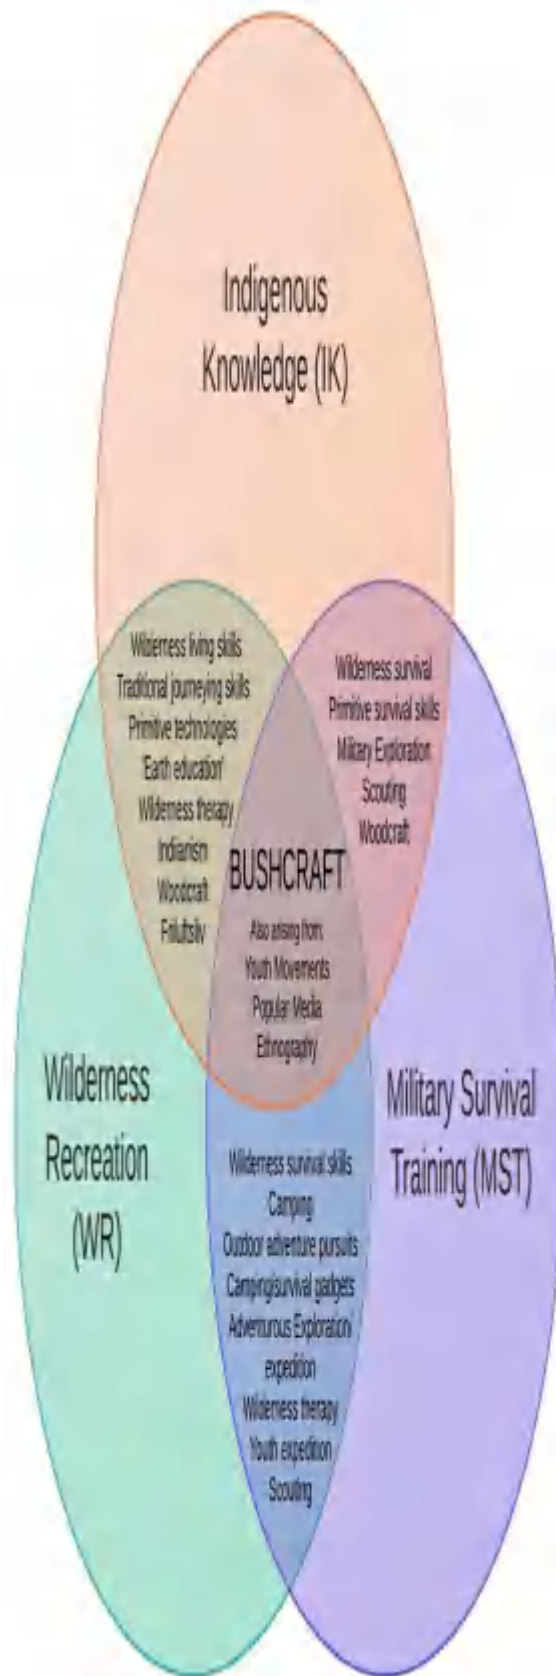 Indigenous
Knowledge (IK)
Wilderness living skills
Traditional journeying skills
Primitive technologies
Earth education
Wilderness therapy
Indianism
Woodcraft
Friluftsliv
Wilderness survival
Primitive survival skills
Military Exploration
Scouting
Woodcraft
BUSHCRAFT
Also arising from:
Youth Movements
Popular Media
Ethnography
Wilderness
Recreation
(WR)
Military Survival
Training (MST)
Wilderness survival skills
Camping
Outdoor adventure pursuits
Camping/survival gadgets
Adventurous Exploration/
expedition
Wilderness therapy
Youth expedition
Scouting